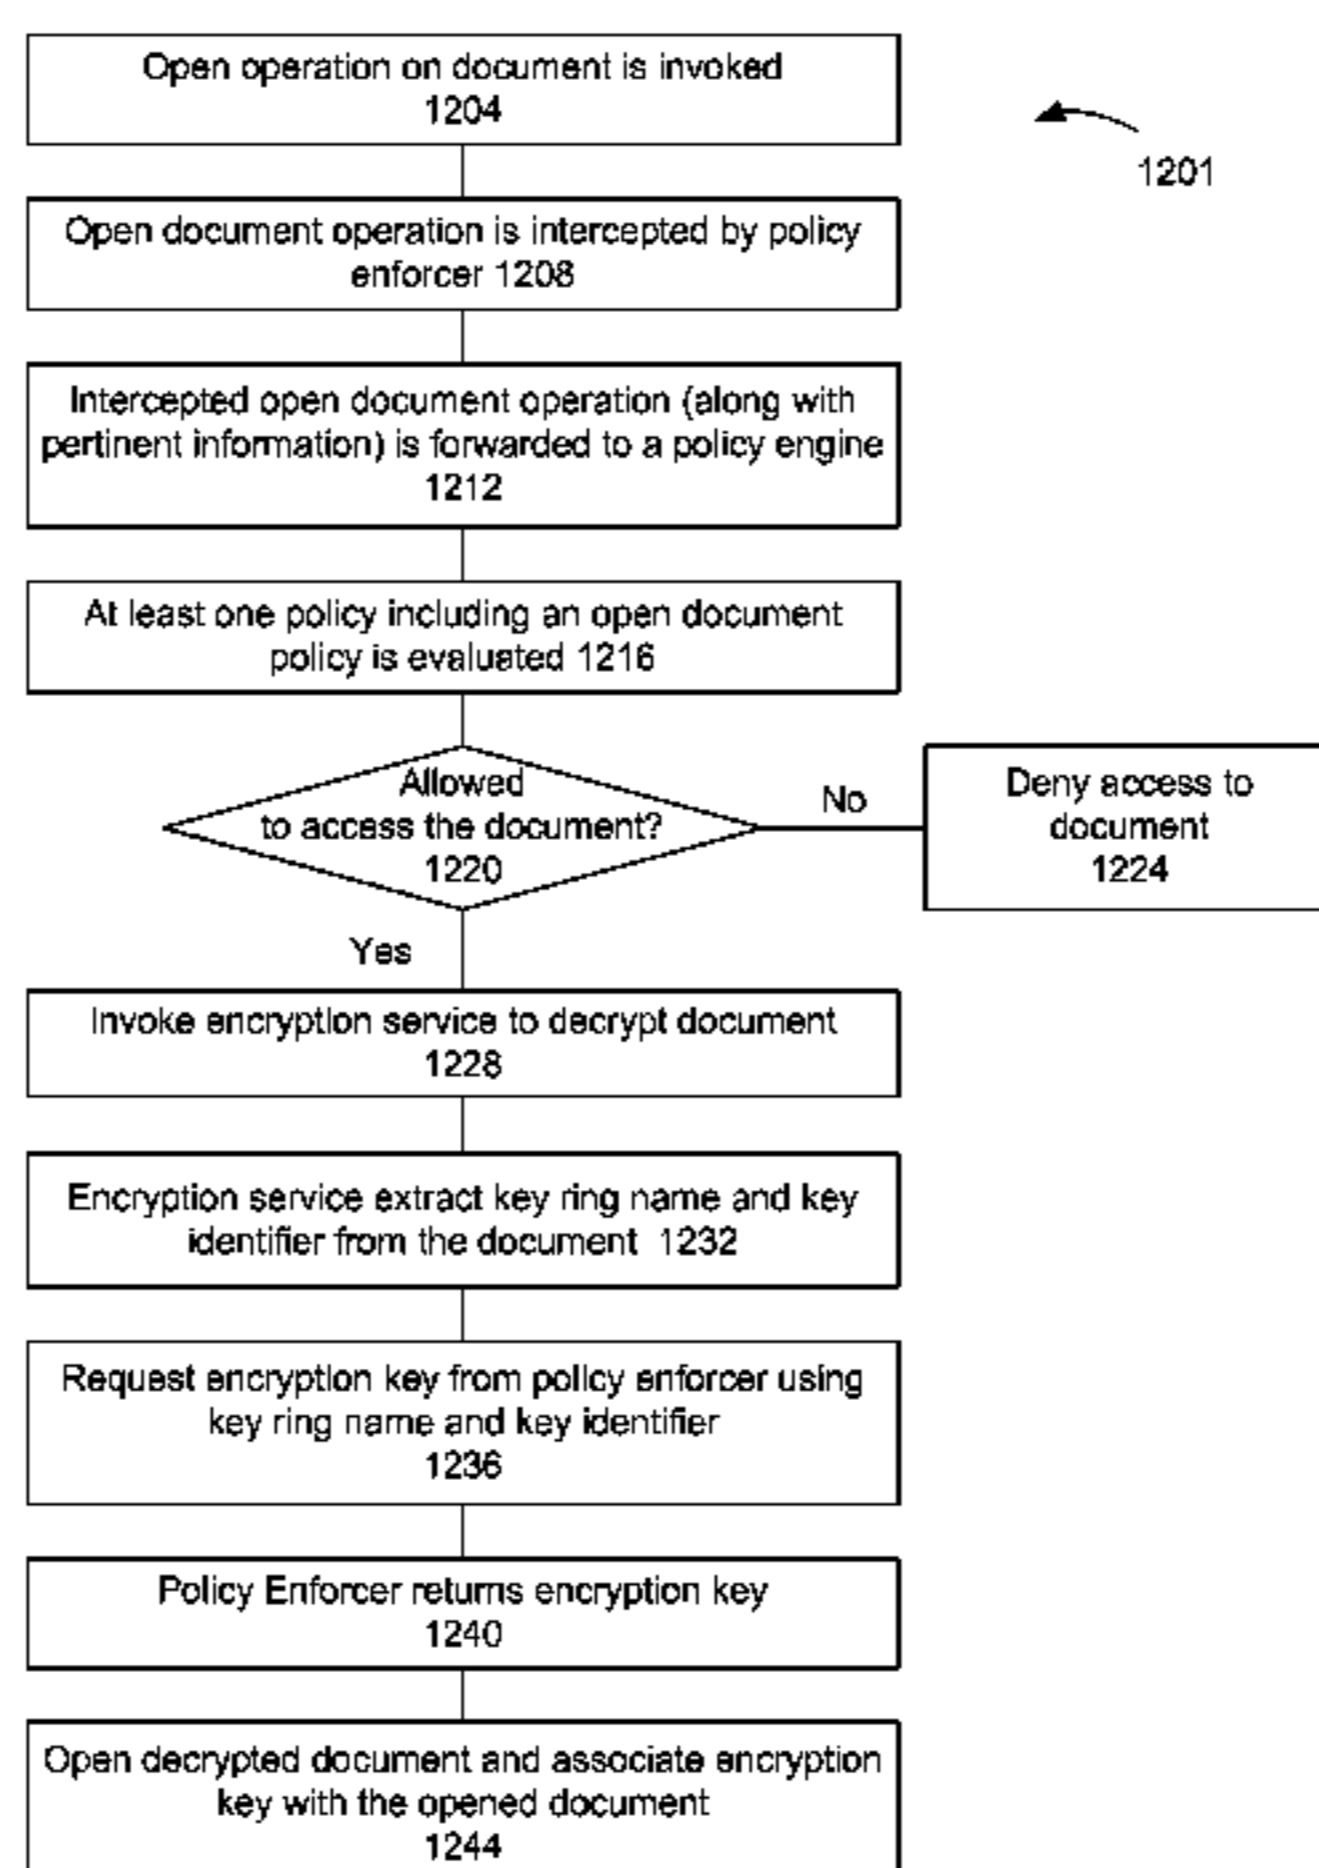 Open operation on document is invoked
1204
1201
Open document operation is intercepted by policy
enforcer 1208
Intercepted open document operation (along with
pertinent information) is forwarded to a policy engine
1212
At least one policy including an open document
policy is evaluated 1216
Allowed
to access the document?
1220
No
Deny access to
document
1224
Yes
Invoke encryption service to decrypt document
1228
Encryption service extract key ring name and key
identifier from the document 1232
Request encryption key from policy enforcer using
key ring name and key identifier
1236
Policy Enforcer returns encryption key
1240
Open decrypted document and associate encryption
key with the opened document
1244